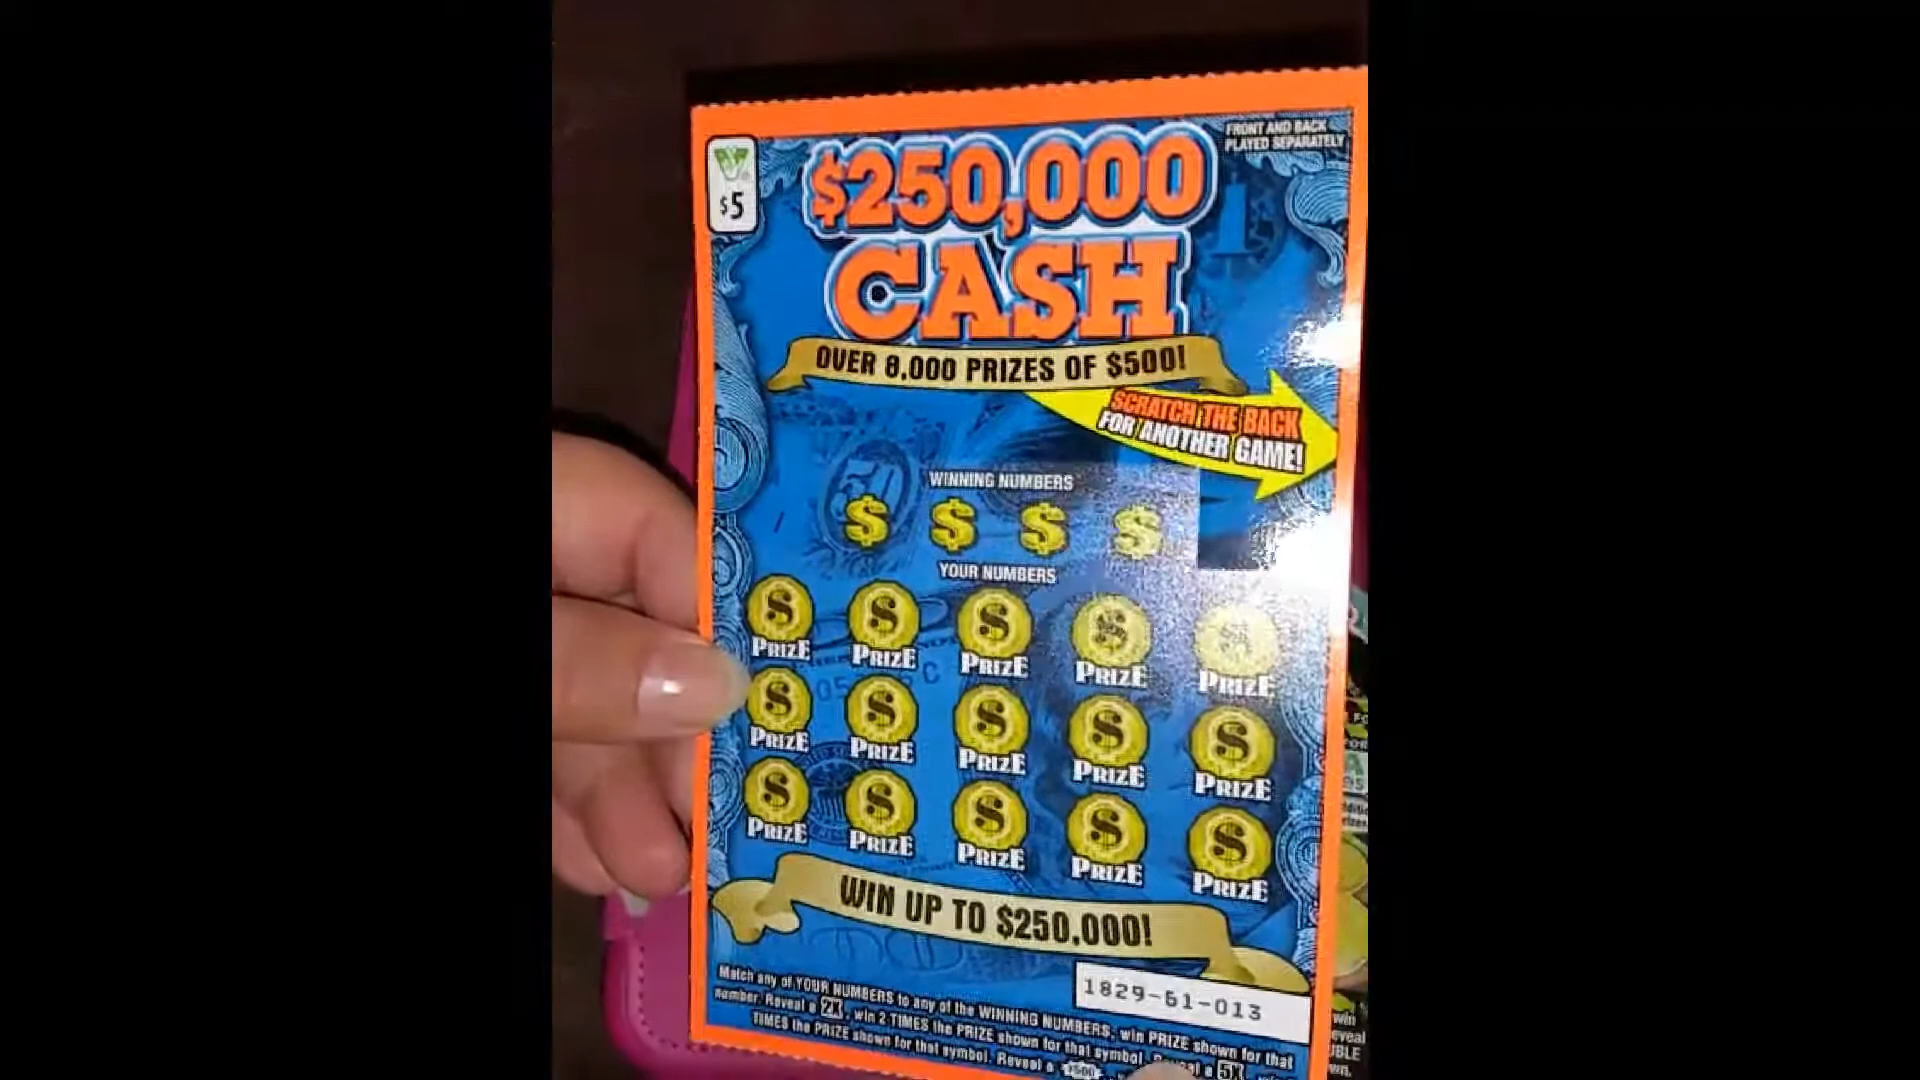 FRONT AND BACK
PLAYED SEPARATELY
$5
$250,000
CASH
OVER 8,000 PRIZES OF $500!
SCRATCH THE BACK
FOR ANOTHER GAME!
WINNING NUMBERS
$ $ $ $
YOUR NUMBERS
PRIZE PRIZE PRIZE PRIZE PRIZE
PRIZE PRIZE PRIZE PRIZE PRIZE
PRIZE PRIZE PRIZE PRIZE PRIZE
WIN UP TO $250,000!
1829-61-013
Match any of YOUR NUMBERS to any of the WINNING NUMBERS, win PRIZE shown for that
number. Reveal a 2X, win 2 TIMES the PRIZE shown for that symbol. Reveal a 5X,
TIMES the PRIZE shown for that symbol. Reveal a $500